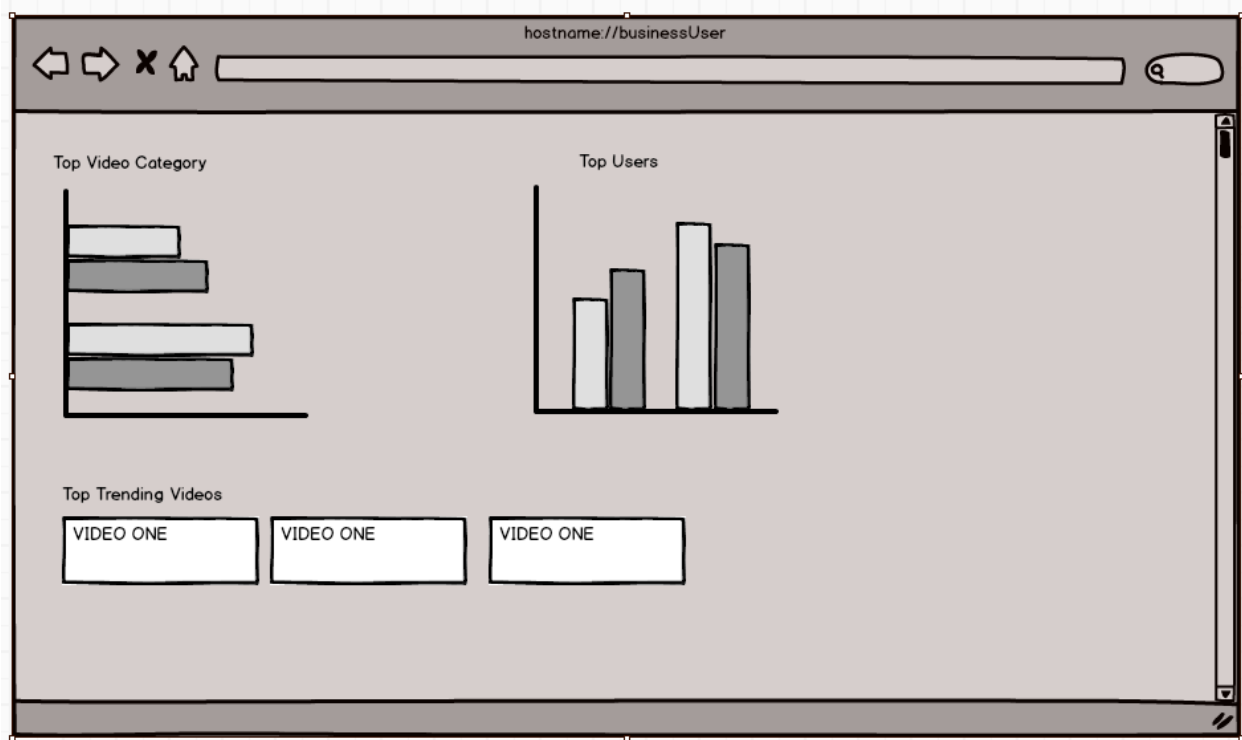 hostname://businessUser
Top Video Category
Top Users
Top Trending Videos
VIDEO ONE
VIDEO ONE
VIDEO ONE